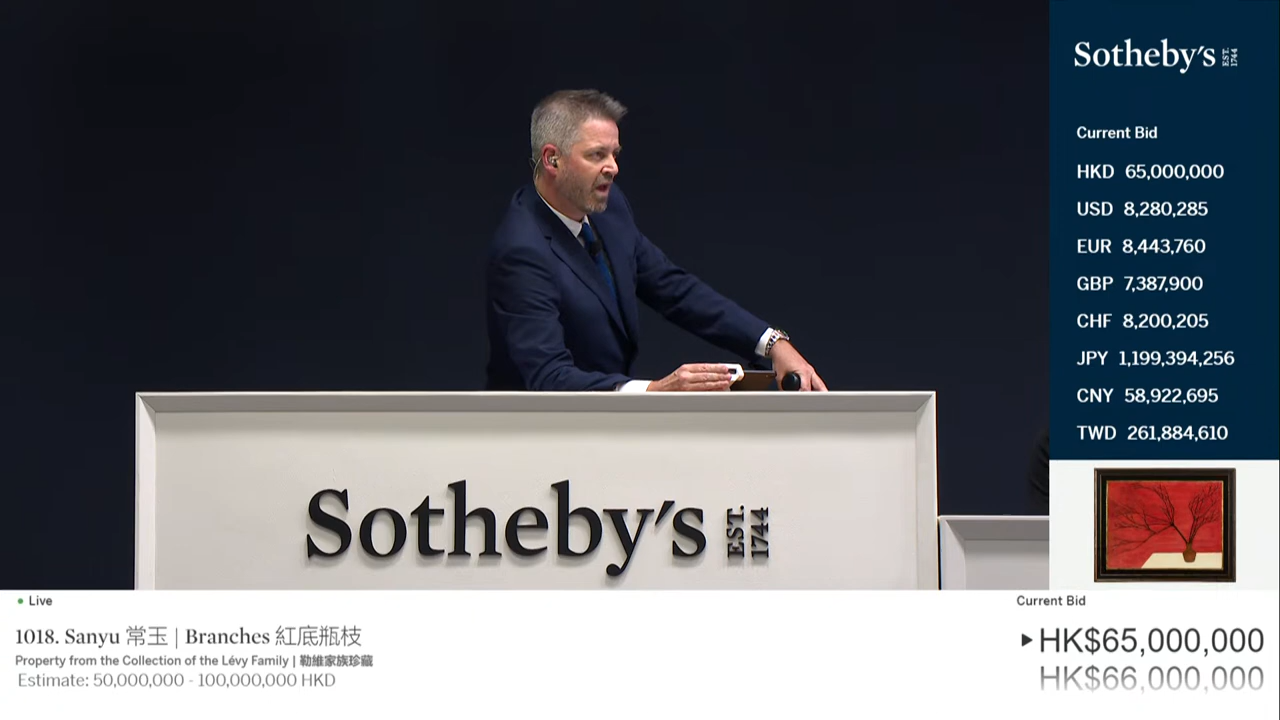 Sotheby's EST. 1744
Current Bid
HKD 65,000,000
USD 8,280,285
EUR 8,443,760
GBP 7,387,900
CHF 8,200,205
JPY 1,199,394,256
CNY 58,922,695
TWD 261,884,610
Sotheby's EST. 1744
Live
Current Bid
1018. Sanyu 常玉 | Branches 紅底瓶枝
HK$65,000,000
Property from the Collection of the Lévy Family | 勒維家族珍藏
Estimate: 50,000,000 - 100,000,000 HKD
HK$66,000,000